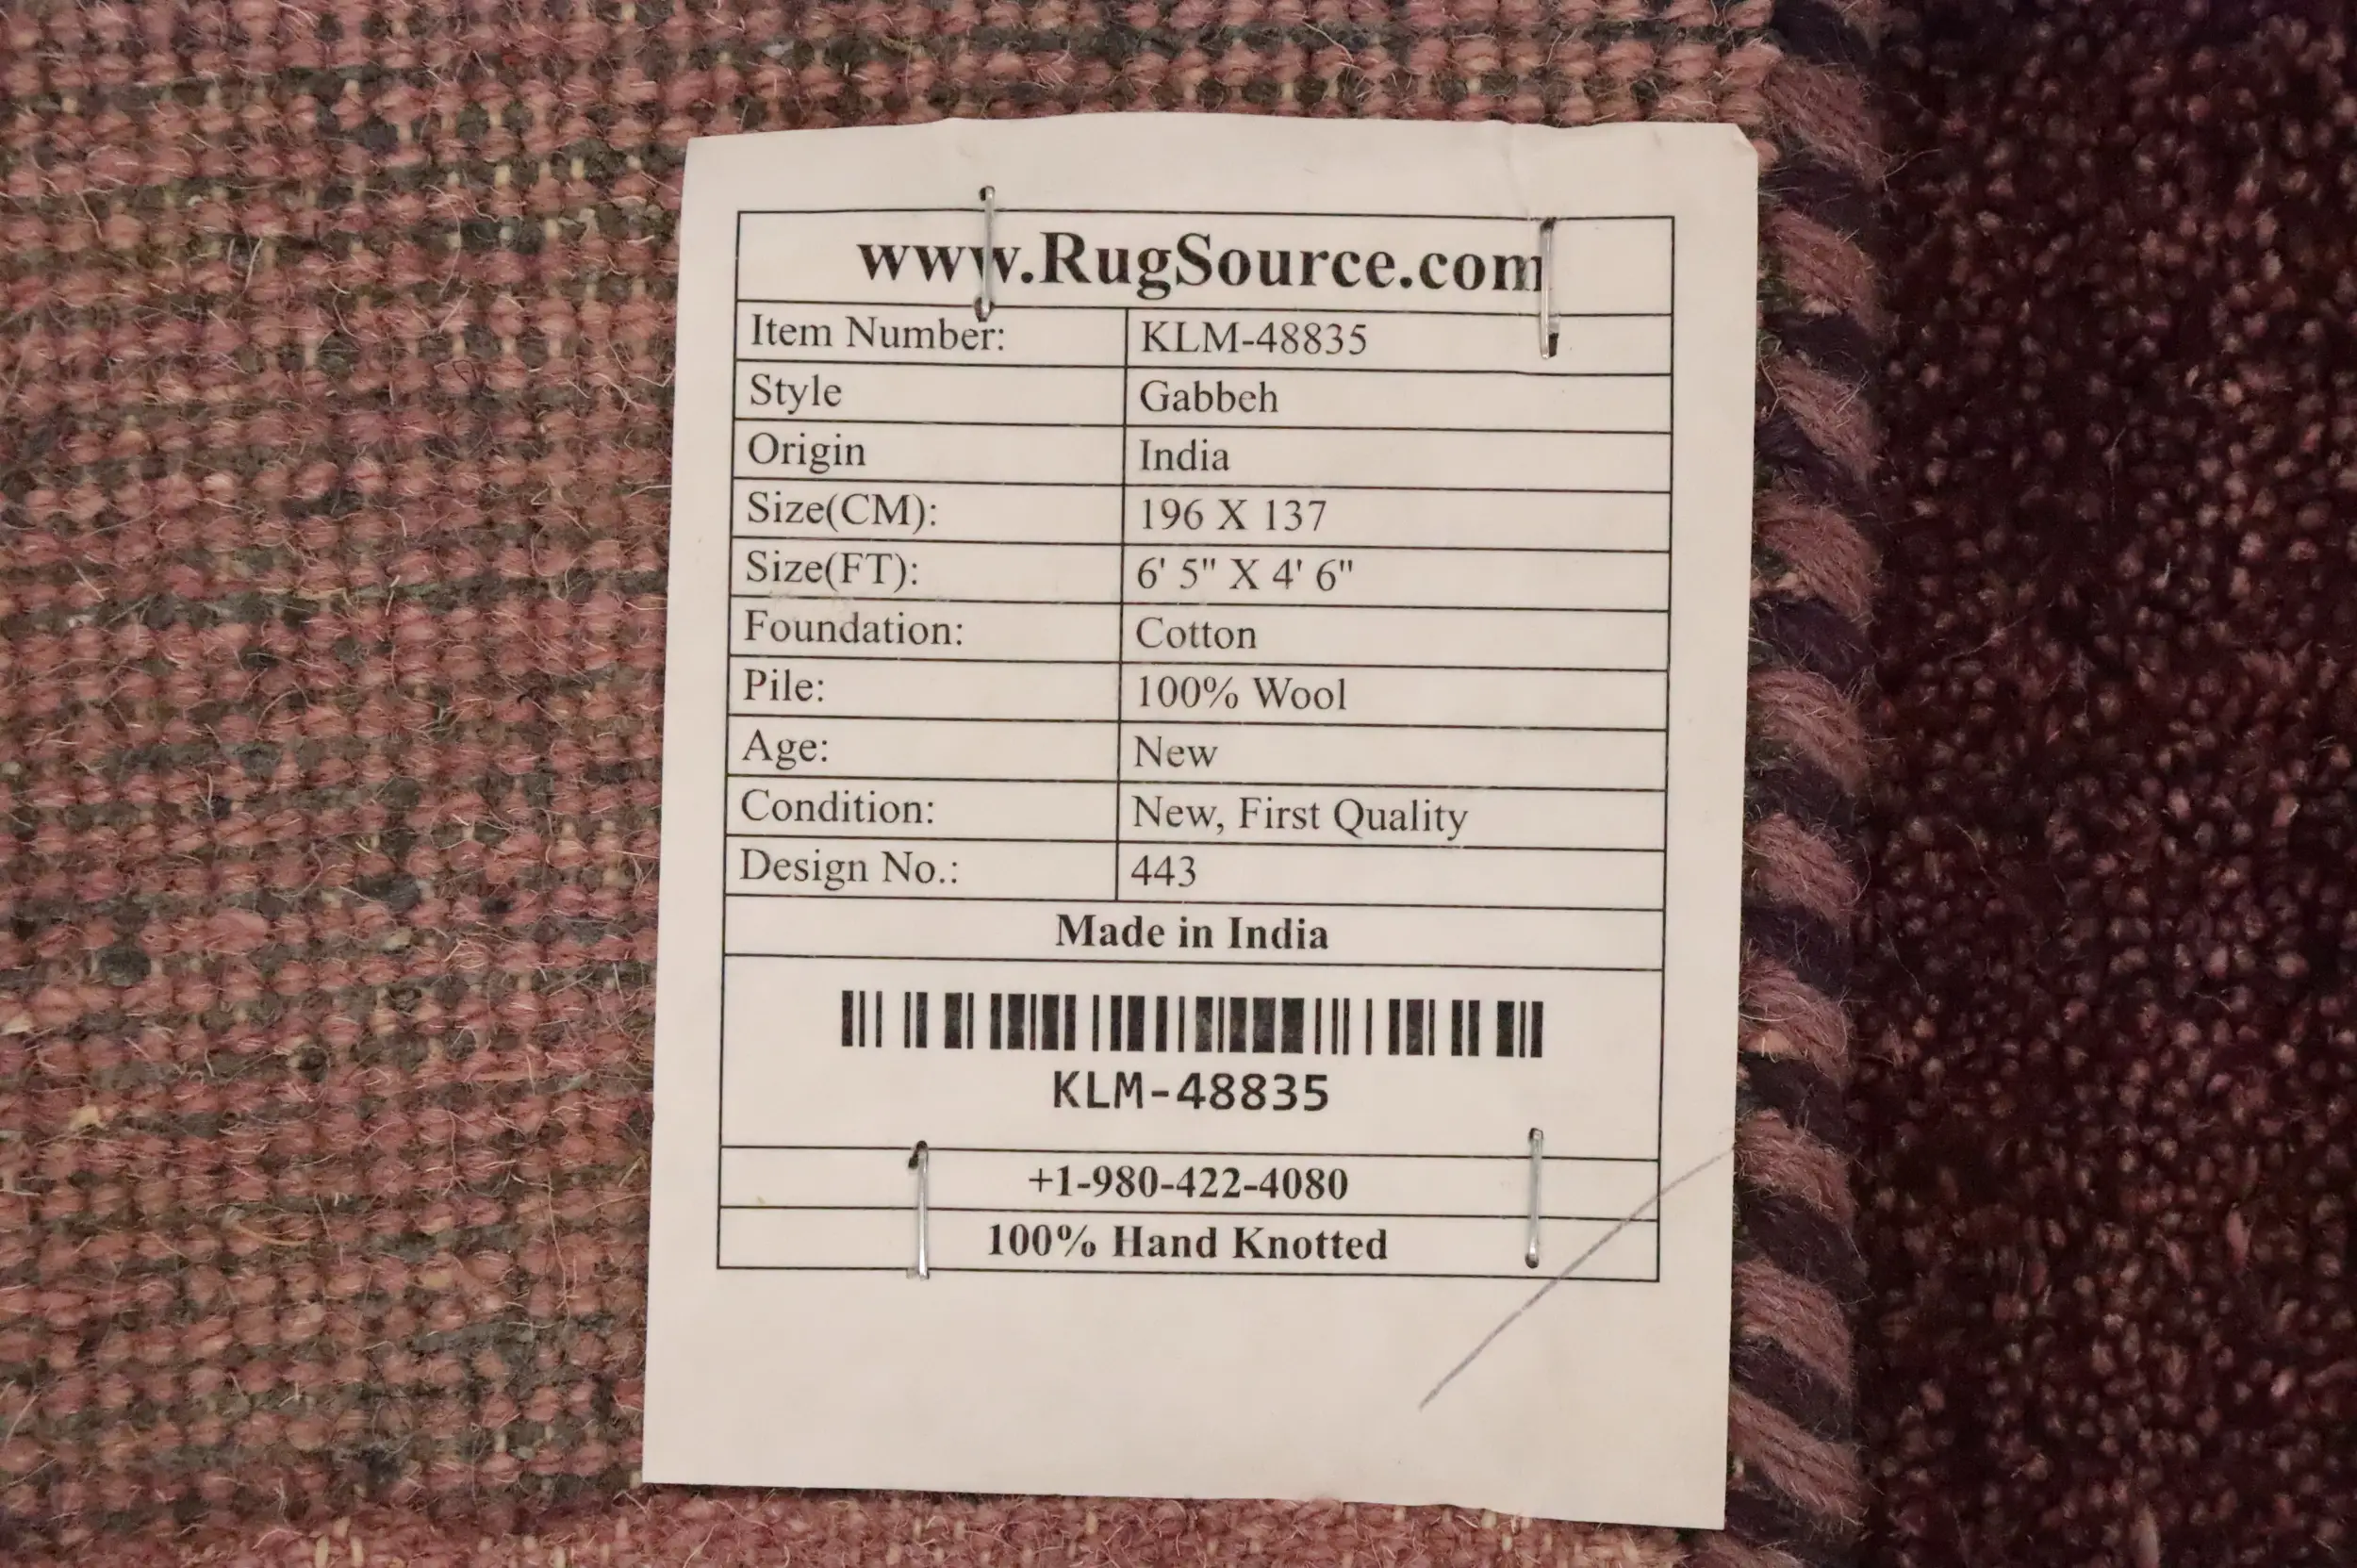 www.RugSource.com
Item Number: KLM-48835
Style Gabbeh
Origin India
Size(CM): 196 X 137
Size(FT): 6' 5" X 4' 6"
Foundation: Cotton
Pile: 100% Wool
Age: New
Condition: New, First Quality
Design No.: 443
Made in India
KLM-48835
+1-980-422-4080
100% Hand Knotted